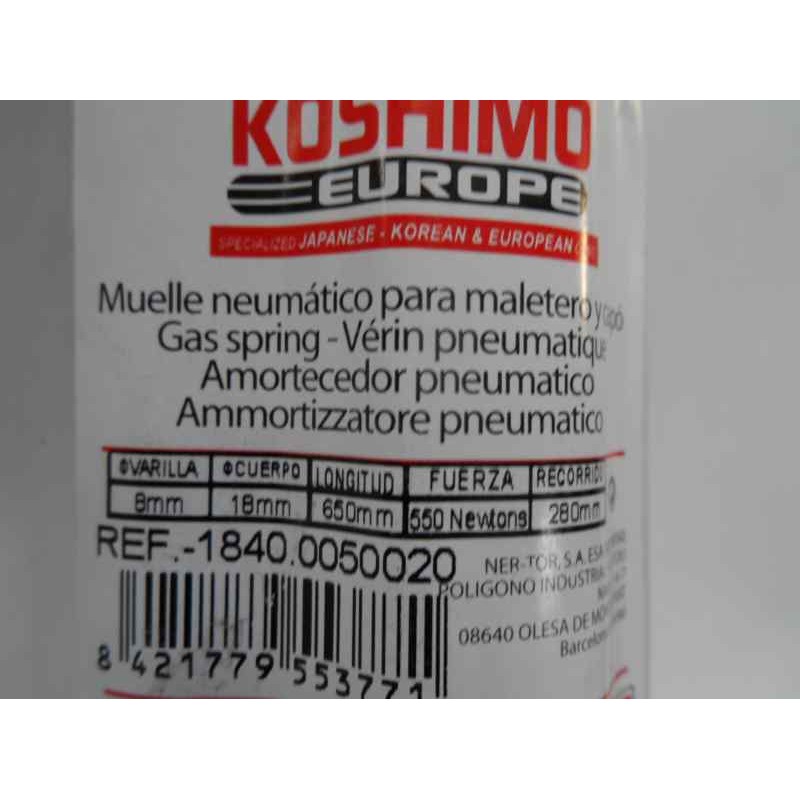 KOSHIMO
EUROPE
SPECIALIZED JAPANESE - KOREAN & EUROPEAN
Muelle neumático para maletero y capó
Gas spring - Vérin pneumatique
Amortecedor pneumatico
Ammortizzatore pneumatico
ΦVARILLA ΦCUERPO LONGITUD FUERZA RECORRIDO
8mm 18mm 650mm 550 Newtons 280mm
REF.-1840.0050020
NER-TOR, S.A.
POLIGONO INDUSTRIAL
08640 OLESA DE
Barcelona
8 421779 553771